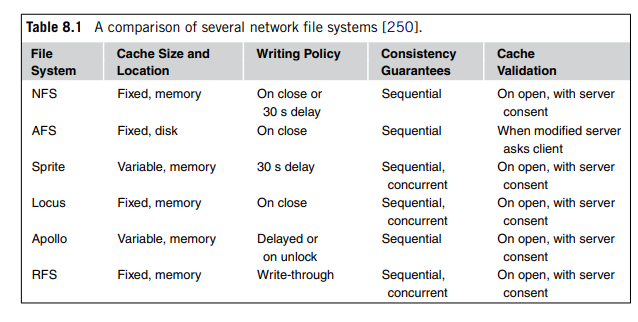 Table 8.1 A comparison of several network file systems [250].
File Cache Size and Writing Policy Consistency Cache
System Location Guarantees Validation
NFS Fixed, memory On close or Sequential On open, with server
30 s delay consent
AFS Fixed, disk On close Sequential When modified server
asks client
Sprite Variable, memory 30 s delay Sequential, On open, with server
concurrent consent
Locus Fixed, memory On close Sequential, On open, with server
concurrent consent
Apollo Variable, memory Delayed or Sequential On open, with server
on unlock consent
RFS Fixed, memory Write-through Sequential, On open, with server
concurrent consent